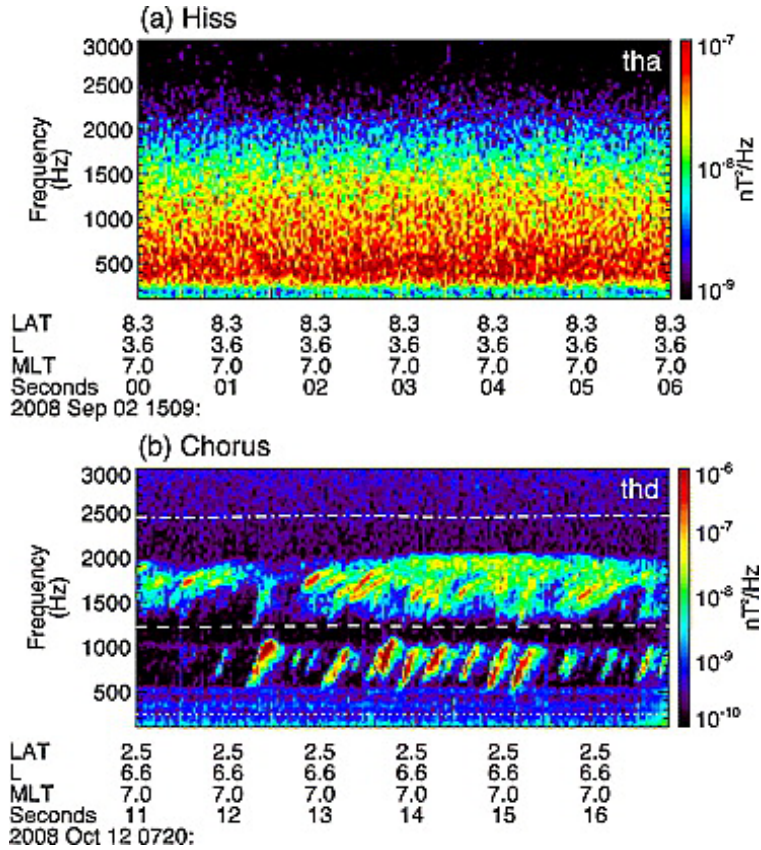 (a) Hiss
3000
tha
10⁻⁷
2500
2000
Frequency
(Hz)
1500
10⁻⁸
nT²/Hz
1000
500
10⁻⁹
LAT 8.3 8.3 8.3 8.3 8.3 8.3 8.3
L 3.6 3.6 3.6 3.6 3.6 3.6 3.6
MLT 7.0 7.0 7.0 7.0 7.0 7.0 7.0
Seconds 00 01 02 03 04 05 06
2008 Sep 02 1509:
(b) Chorus
3000
thd
10⁻⁶
2500
10⁻⁷
2000
Frequency
(Hz)
1500
10⁻⁸
nT²/Hz
1000
10⁻⁹
500
10⁻¹⁰
LAT 2.5 2.5 2.5 2.5 2.5 2.5
L 6.6 6.6 6.6 6.6 6.6 6.6
MLT 7.0 7.0 7.0 7.0 7.0 7.0
Seconds 11 12 13 14 15 16
2008 Oct 12 0720: